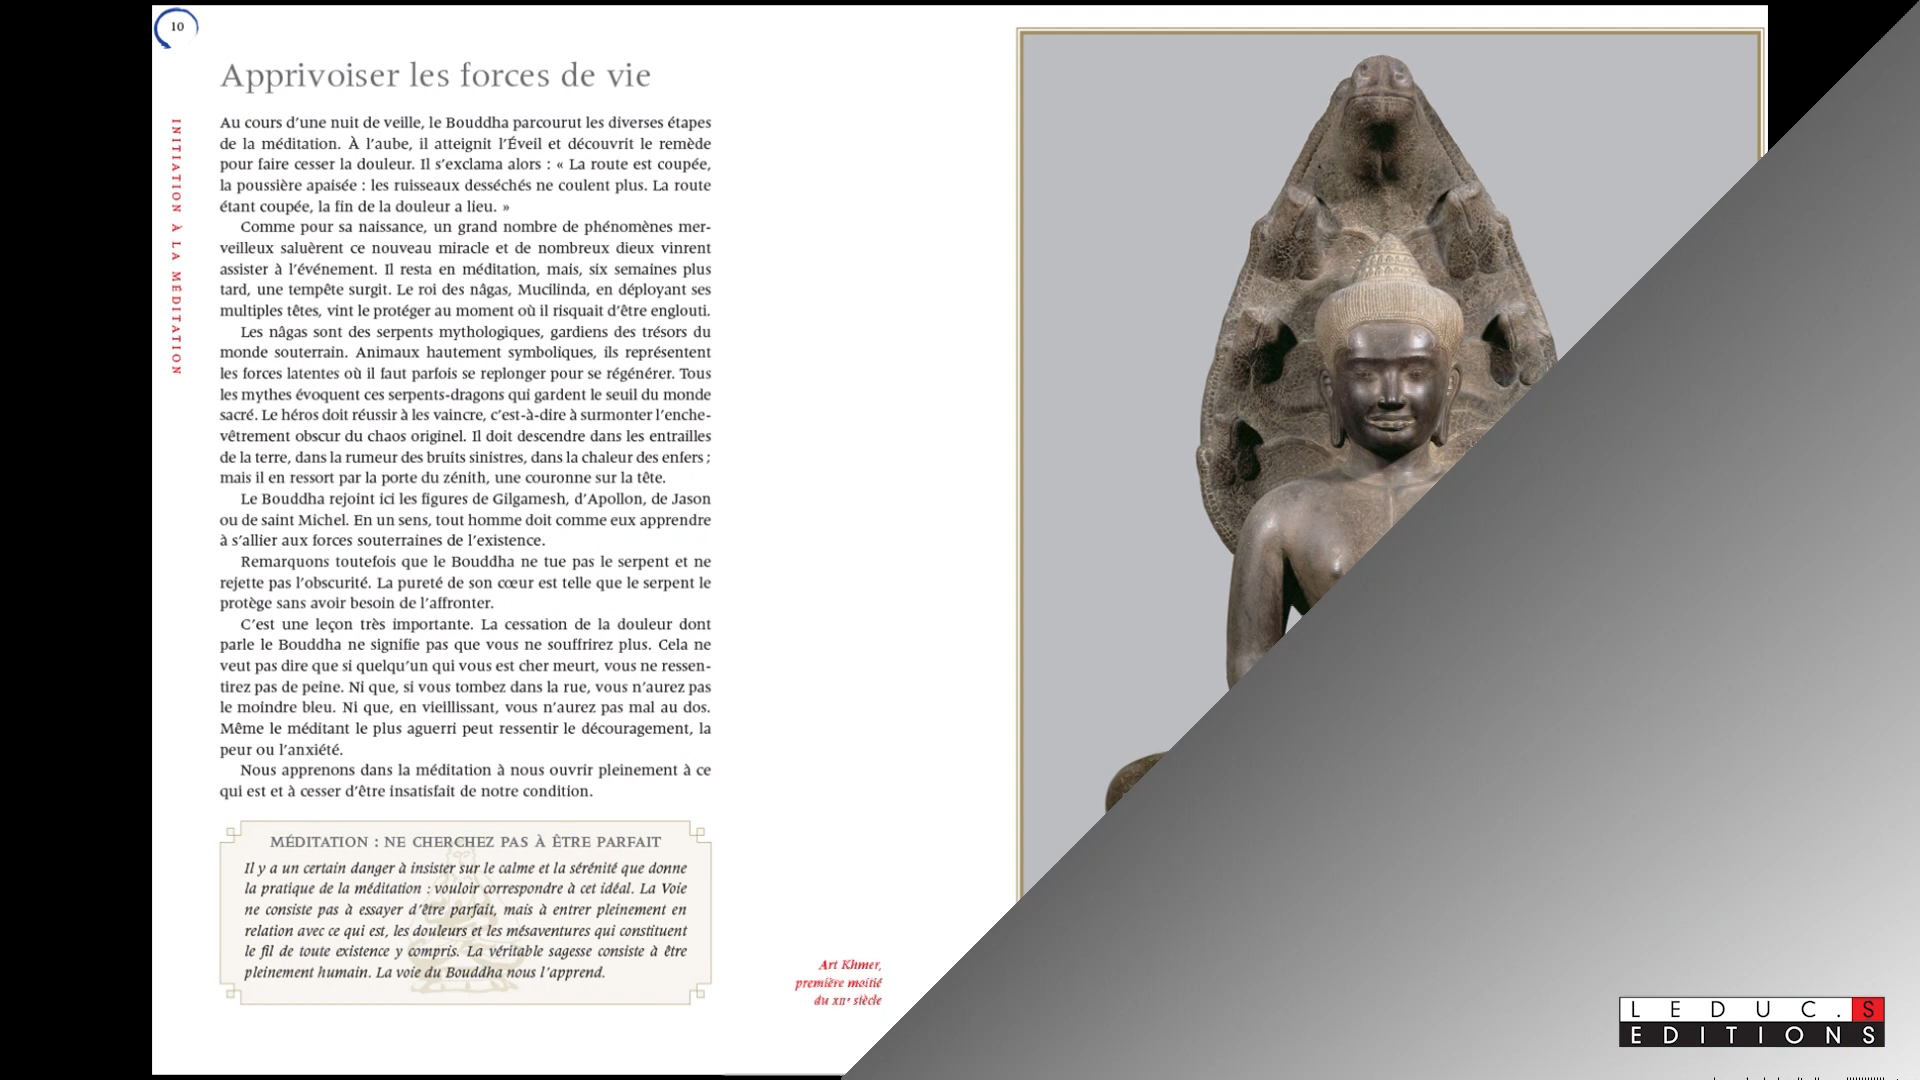 10
Apprivoiser les forces de vie
INITIATION À LA MÉDITATION
Au cours d'une nuit de veille, le Bouddha parcourut les diverses étapes
de la méditation. À l'aube, il atteignit l'Éveil et découvrit le remède
pour faire cesser la douleur. Il s'exclama alors : « La route est coupée,
la poussière apaisée : les ruisseaux desséchés ne coulent plus. La route
étant coupée, la fin de la douleur a lieu. »
Comme pour sa naissance, un grand nombre de phénomènes mer-
veilleux saluèrent ce nouveau miracle et de nombreux dieux vinrent
assister à l'événement. Il resta en méditation, mais, six semaines plus
tard, une tempête surgit. Le roi des nâgas, Mucilinda, en déployant ses
multiples têtes, vint le protéger au moment où il risquait d'être englouti.
Les nâgas sont des serpents mythologiques, gardiens des trésors du
monde souterrain. Animaux hautement symboliques, ils représentent
les forces latentes où il faut parfois se replonger pour se régénérer. Tous
les mythes évoquent ces serpents-dragons qui gardent le seuil du monde
sacré. Le héros doit réussir à les vaincre, c'est-à-dire à surmonter l'enche-
vêtrement obscur du chaos originel. Il doit descendre dans les entrailles
de la terre, dans la rumeur des bruits sinistres, dans la chaleur des enfers ;
mais il en ressort par la porte du zénith, une couronne sur la tête.
Le Bouddha rejoint ici les figures de Gilgamesh, d'Apollon, de Jason
ou de saint Michel. En un sens, tout homme doit comme eux apprendre
à s'allier aux forces souterraines de l'existence.
Remarquons toutefois que le Bouddha ne tue pas le serpent et ne
rejette pas l'obscurité. La pureté de son cœur est telle que le serpent le
protège sans avoir besoin de l'affronter.
C'est une leçon très importante. La cessation de la douleur dont
parle le Bouddha ne signifie pas que vous ne souffrirez plus. Cela ne
veut pas dire que si quelqu'un qui vous est cher meurt, vous ne ressen-
tirez pas de peine. Ni que, si vous tombez dans la rue, vous n'aurez pas
le moindre bleu. Ni que, en vieillissant, vous n'aurez pas mal au dos.
Même le méditant le plus aguerri peut ressentir le découragement, la
peur ou l'anxiété.
Nous apprenons dans la méditation à nous ouvrir pleinement à ce
qui est et à cesser d'être insatisfait de notre condition.
MÉDITATION : NE CHERCHEZ PAS À ÊTRE PARFAIT
Il y a un certain danger à insister sur le calme et la sérénité que donne
la pratique de la méditation : vouloir correspondre à cet idéal. La Voie
ne consiste pas à essayer d'être parfait, mais à entrer pleinement en
relation avec ce qui est, les douleurs et les mésaventures qui constituent
le fil de toute existence y compris. La véritable sagesse consiste à être
pleinement humain. La voie du Bouddha nous l'apprend.
Art Khmer,
première moitié
du XIIe siècle
LEDUC.S
EDITIONS